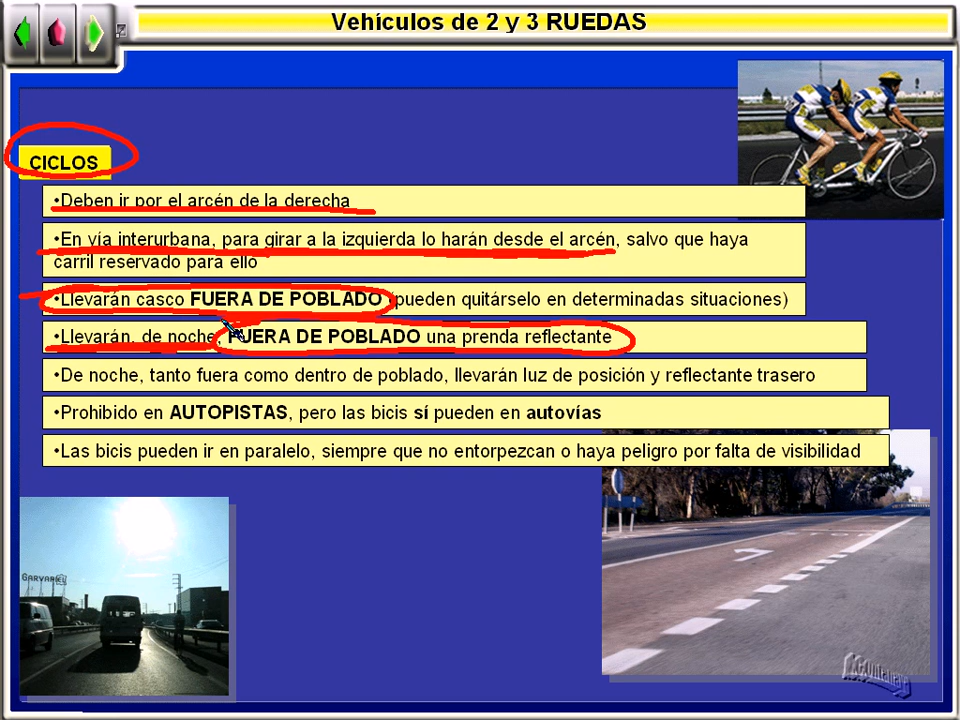 Vehículos de 2 y 3 RUEDAS
CICLOS
•Deben ir por el arcén de la derecha
•En vía interurbana, para girar a la izquierda lo harán desde el arcén, salvo que haya
carril reservado para ello
•Llevarán casco FUERA DE POBLADO (pueden quitárselo en determinadas situaciones)
•Llevarán, de noche, FUERA DE POBLADO una prenda reflectante
•De noche, tanto fuera como dentro de poblado, llevarán luz de posición y reflectante trasero
•Prohibido en AUTOPISTAS, pero las bicis sí pueden en autovías
•Las bicis pueden ir en paralelo, siempre que no entorpezcan o haya peligro por falta de visibilidad